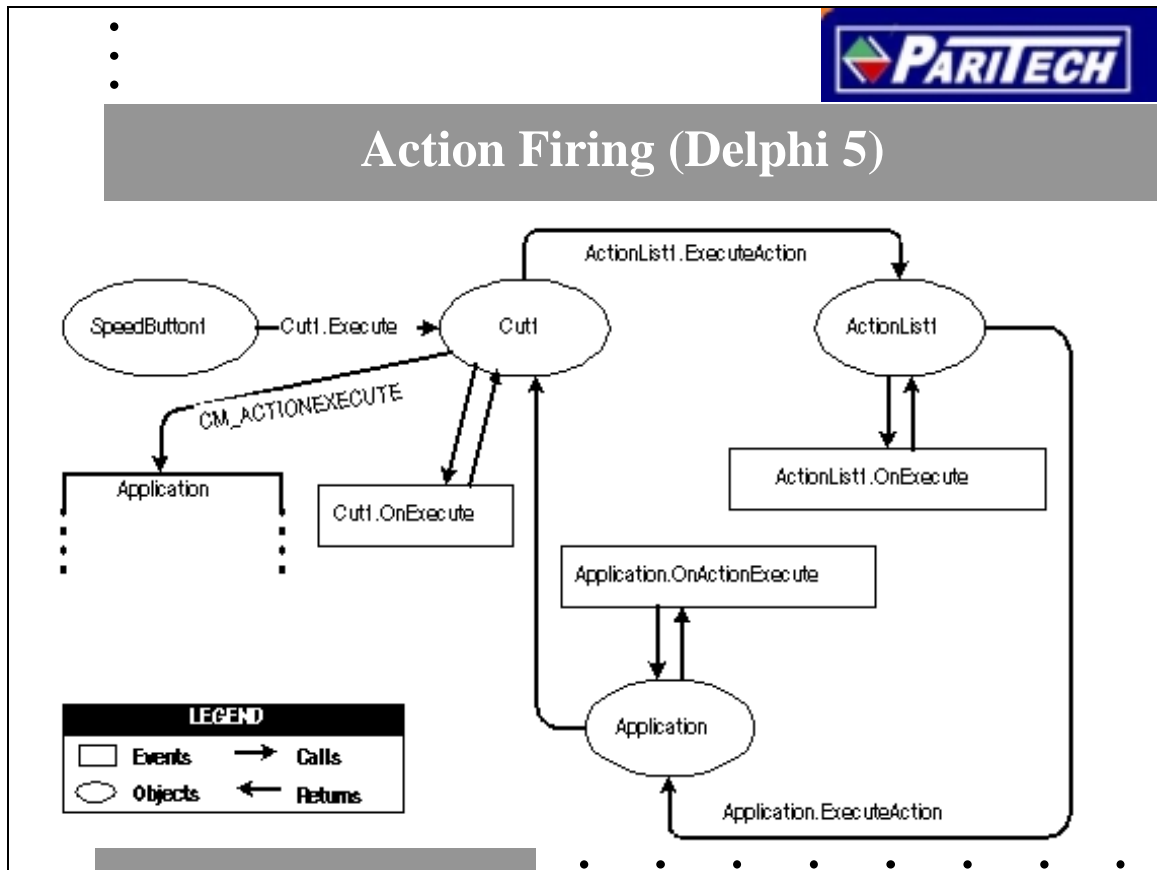 PARITECH
Action Firing (Delphi 5)
ActionList1.ExecuteAction
SpeedButton1
Cut1.Execute
Cut1
ActionList1
CM_ACTIONEXECUTE
Application
Cut1.OnExecute
ActionList1.OnExecute
Application.OnActionExecute
Application
LEGEND
Events Calls
Objects Returns
Application.ExecuteAction